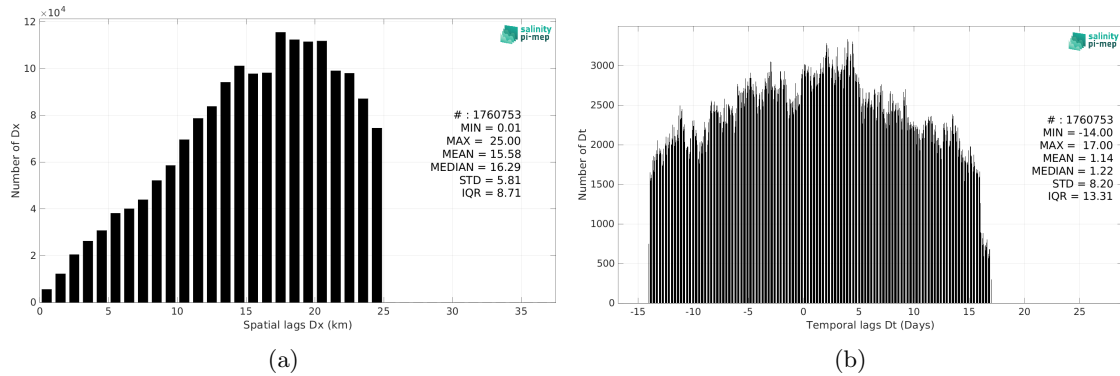 ×10⁴
12
10
8
6
4
2
0
0 5 10 15 20 25 30 35
Number of Dx
Spatial lags Dx (km)
salinity
pi-mep
# : 1760753
MIN = 0.01
MAX = 25.00
MEAN = 15.58
MEDIAN = 16.29
STD = 5.81
IQR = 8.71
(a)
3000
2500
2000
1500
1000
500
0
-15 -10 -5 0 5 10 15 20 25
Number of Dt
Temporal lags Dt (Days)
salinity
pi-mep
# : 1760753
MIN = -14.00
MAX = 17.00
MEAN = 1.14
MEDIAN = 1.22
STD = 8.20
IQR = 13.31
(b)